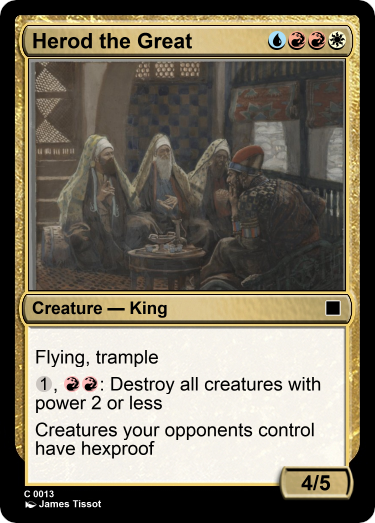 Herod the Great
Creature — King
Flying, trample
1, : Destroy all creatures with
power 2 or less
Creatures your opponents control
have hexproof
4/5
C 0013
James Tissot